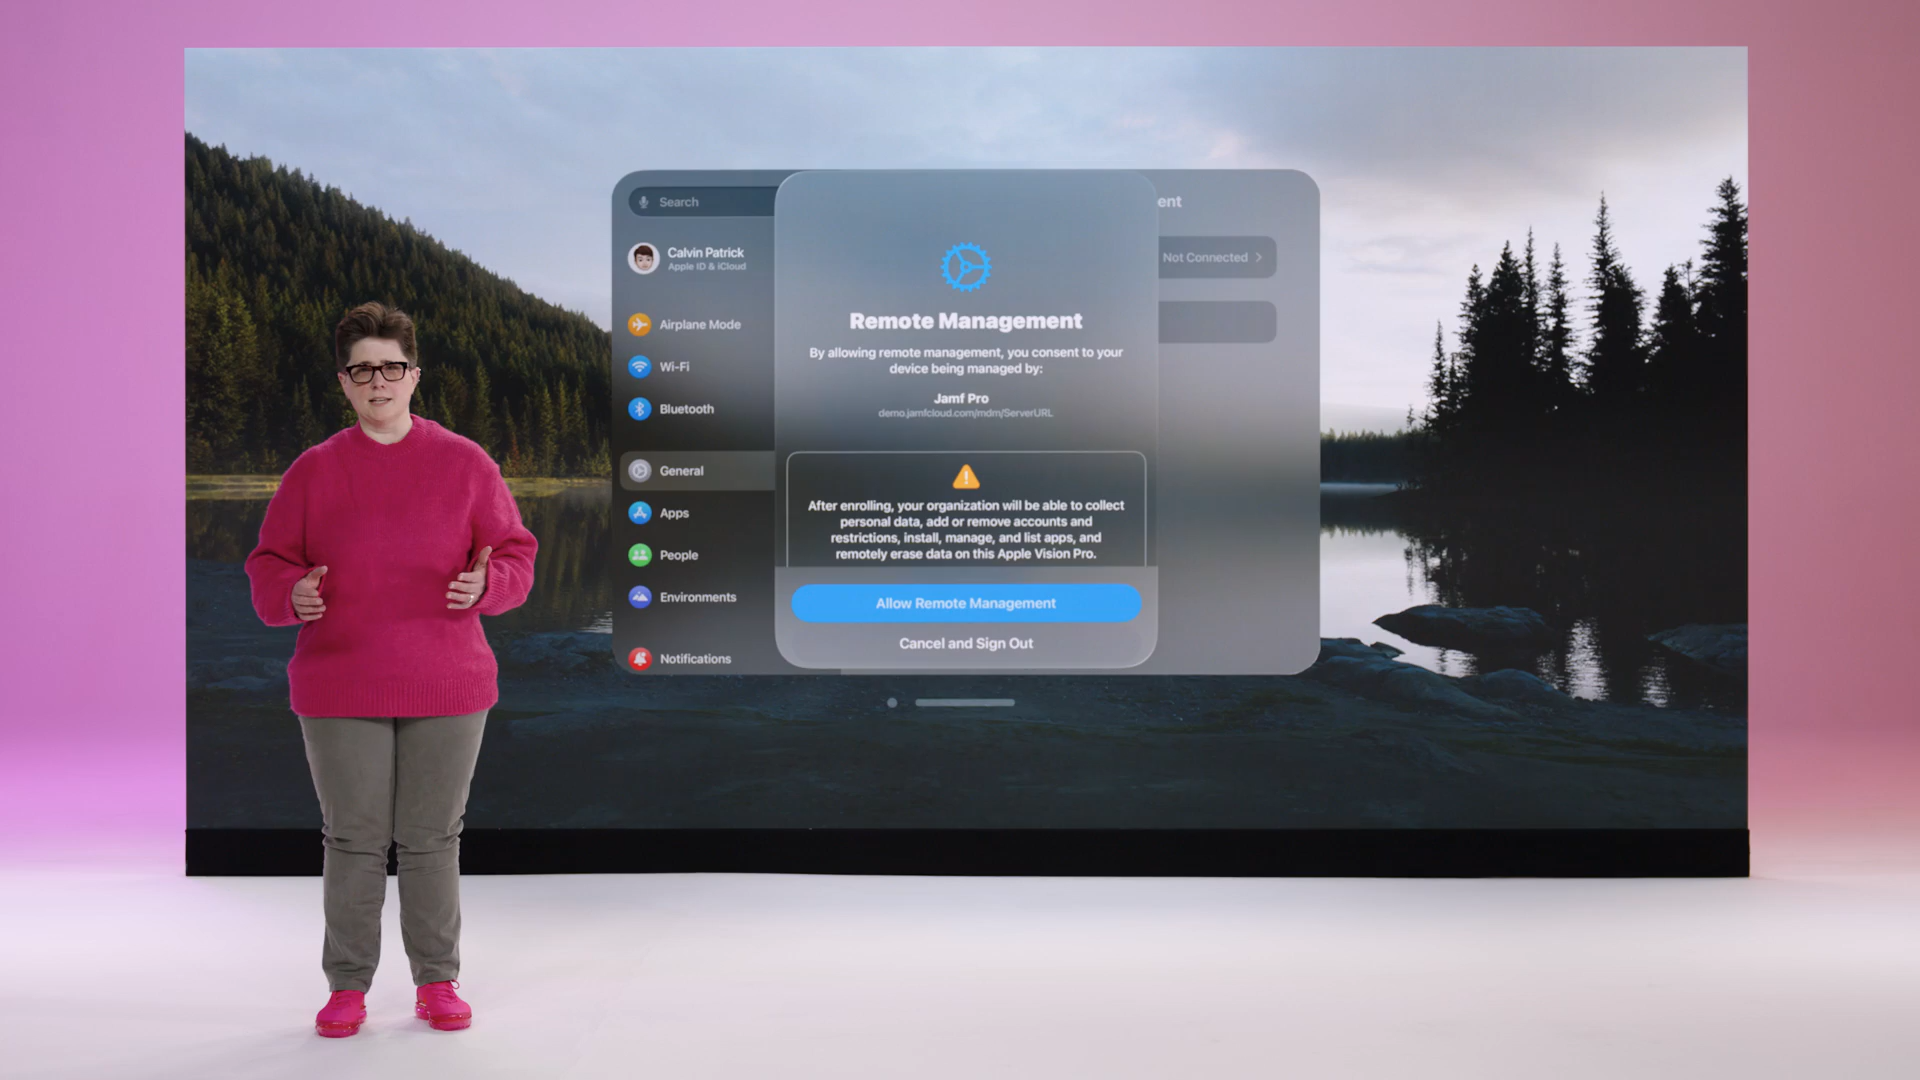 Search
Calvin Patrick
Apple ID & iCloud
Airplane Mode
Wi-Fi
Bluetooth
General
Apps
People
Environments
Notifications
Remote Management
By allowing remote management, you consent to your
device being managed by:
Jamf Pro
demo.jamfcloud.com/mdm/ServerURL
After enrolling, your organization will be able to collect
personal data, add or remove accounts and
restrictions, install, manage, and list apps, and
remotely erase data on this Apple Vision Pro.
Allow Remote Management
Cancel and Sign Out
ent
Not Connected >